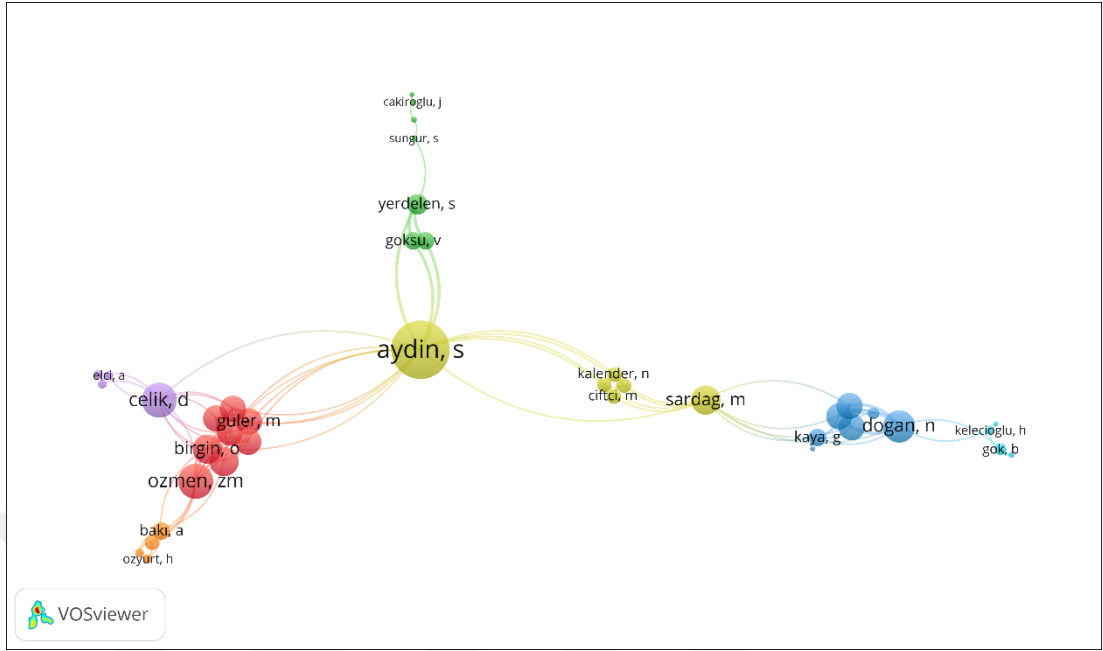 cakiroglu, j
sungur, s
yerdelen, s
goksu, v
aydin, s
kalender, n
elci, a
ciftci, m
celik, d
sardag, m
guler, m
dogan, n
kelecioglu, h
kaya, g
birgin, o
gok, b
ozmen, zm
baki, a
ozyurt, h
VOSviewer